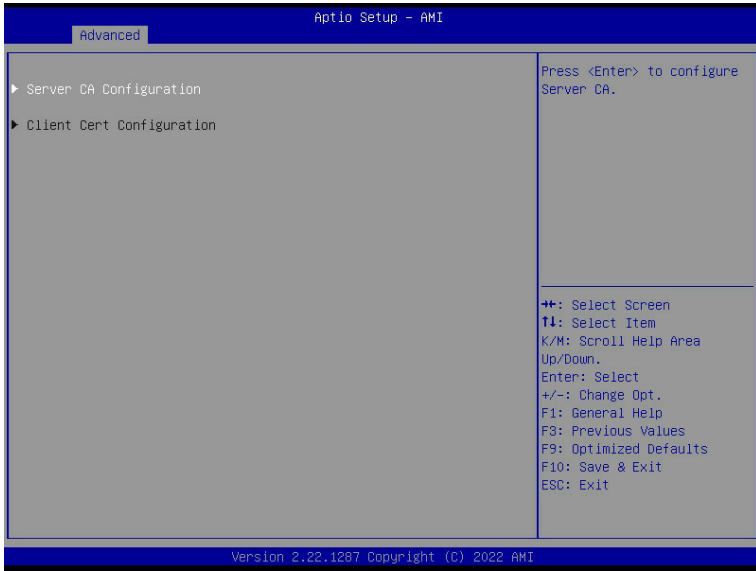 Aptio Setup – AMI
Advanced
▶ Server CA Configuration
▶ Client Cert Configuration
Press <Enter> to configure
Server CA.
→←: Select Screen
↑↓: Select Item
K/M: Scroll Help Area
Up/Down.
Enter: Select
+/-: Change Opt.
F1: General Help
F3: Previous Values
F9: Optimized Defaults
F10: Save & Exit
ESC: Exit
Version 2.22.1287 Copyright (C) 2022 AMI